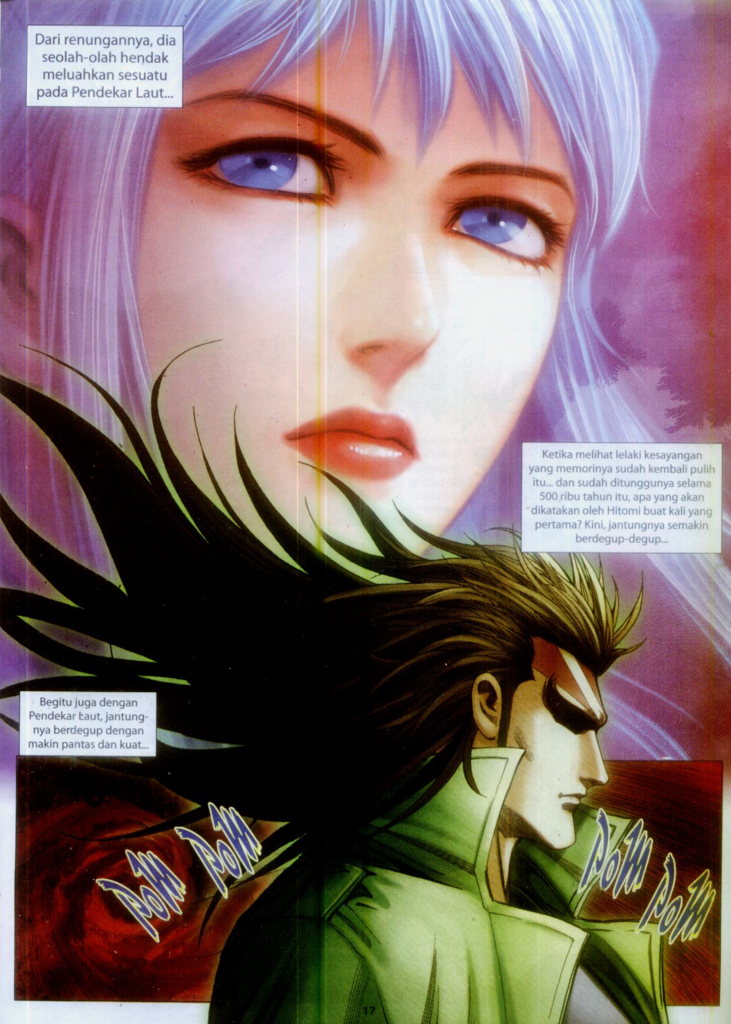 Dari renungannya, dia
seolah-olah hendak
meluahkan sesuatu
pada Pendekar Laut...
Ketika melihat lelaki kesayangan
yang memorinya sudah kembali pulih
itu... dan sudah ditunggunya selama
500 ribu tahun itu, apa yang akan
dikatakan oleh Hitomi buat kali yang
pertama? Kini, jantungnya semakin
berdegup-degup...
Begitu juga dengan
Pendekar Laut, jantung-
nya berdegup dengan
makin pantas dan kuat...
POM POM
POM POM
17